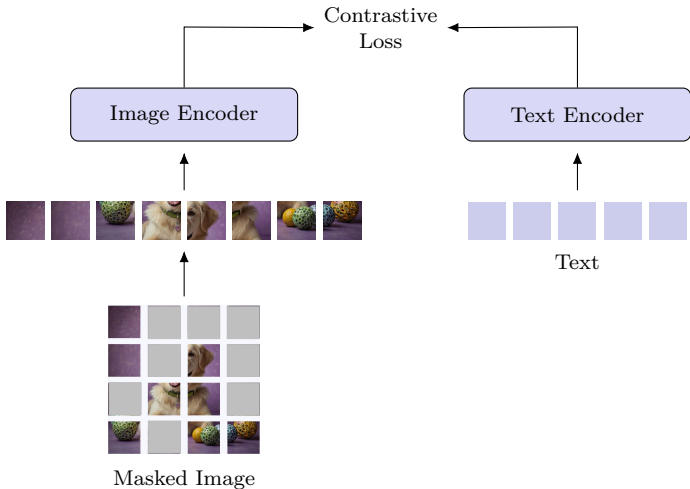 Contrastive
Loss
Image Encoder
Text Encoder
Text
Masked Image